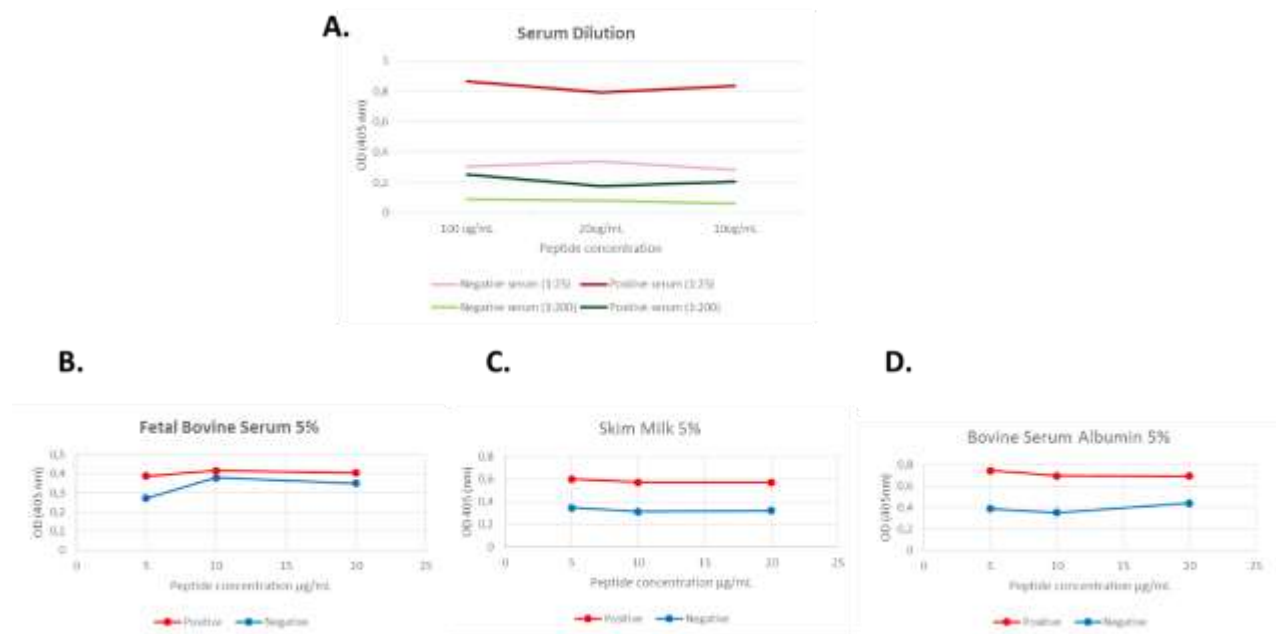 A.
Serum Dilution
1
0,8
0,6
0,4
0,2
0
OD (405 nm)
100 ug/mL
20ug/mL
10ug/mL
Peptide concentration
Negative serum (1:25)
Positive serum (1:25)
Negative serum (1:200)
Positive serum (1:200)
B.
Fetal Bovine Serum 5%
0,5
0,4
0,3
0,2
0,1
0
OD (405 nm)
0 5 10 15 20 25
Peptide concentration µg/mL
Positive Negative
C.
Skim Milk 5%
0,8
0,6
0,4
0,2
0
OD 405 (nm)
0 5 10 15 20 25
Peptide concentration µg/mL
Positive Negative
D.
Bovine Serum Albumin 5%
0,8
0,6
0,4
0,2
0
OD (405nm)
0 5 10 15 20 25
Peptide concentration µg/mL
Positive Negative